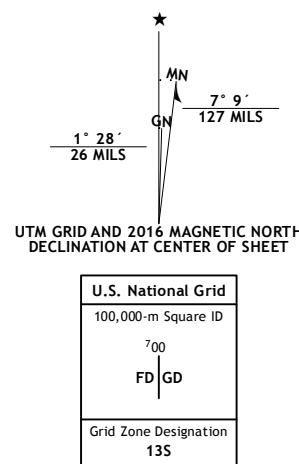 ★
MN
7° 9´
127 MILS
GN
1° 28´
26 MILS
UTM GRID AND 2016 MAGNETIC NORTH
DECLINATION AT CENTER OF SHEET
U.S. National Grid
100,000-m Square ID
⁷00
FD GD
Grid Zone Designation
13S